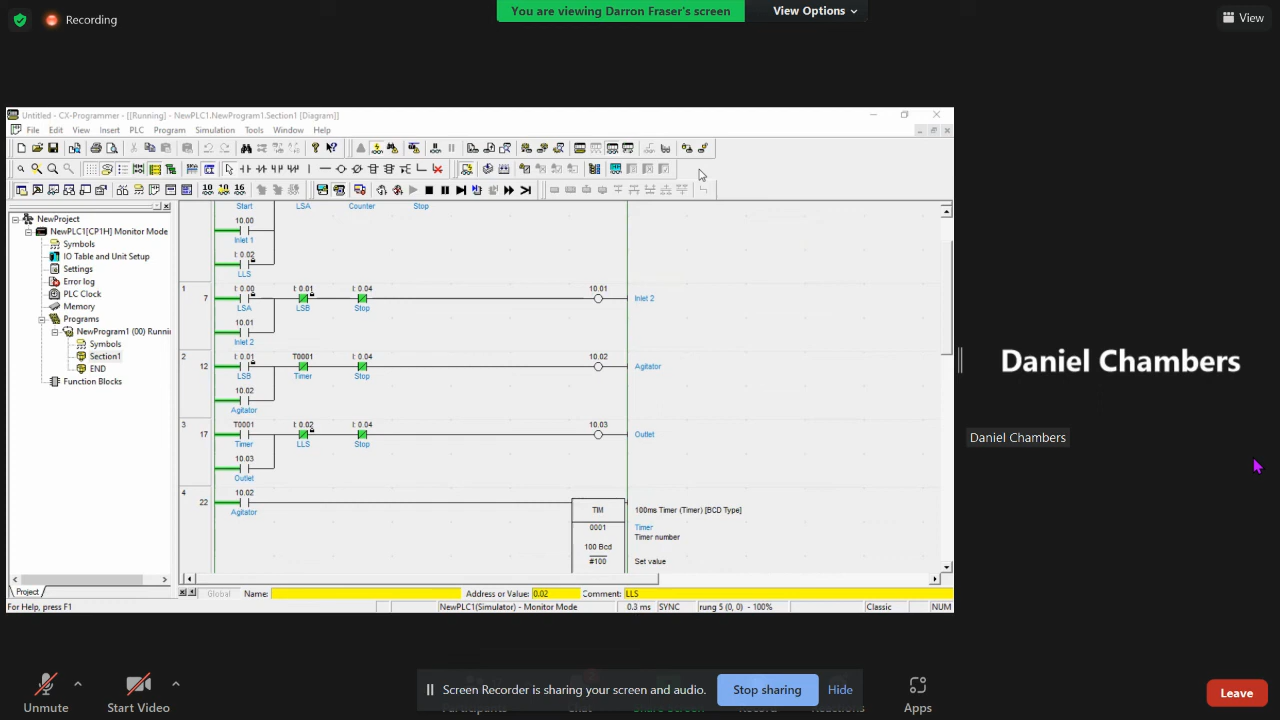 Recording
You are viewing Darron Fraser's screen
View Options
View
Untitled - CX-Programmer - [[Running] - NewPLC1.NewProgram1.Section1 [Diagram]]
File Edit View Insert PLC Program Simulation Tools Window Help
NewProject
NewPLC1[CP1H] Monitor Mode
Symbols
IO Table and Unit Setup
Settings
Error log
PLC Clock
Memory
Programs
NewProgram1 (00) Runnin
Symbols
Section1
END
Function Blocks
Project
Start LSA Counter Stop
10.00
Inlet 1
I: 0.02
LLS
1
7
I: 0.00 I: 0.01 I: 0.04 10.01
LSA LSB Stop Inlet 2
10.01
Inlet 2
2
12
I: 0.01 T0001 I: 0.04 10.02
LSB Timer Stop Agitator
10.02
Agitator
3
17
T0001 I: 0.02 I: 0.04 10.03
Timer LLS Stop Outlet
10.03
Outlet
4
22
10.02
Agitator
TIM 100ms Timer (Timer) [BCD Type]
0001 Timer
Timer number
100 Bcd
#100 Set value
Global Name: Address or Value: 0.02 Comment: LLS
For Help, press F1 NewPLC1(Simulator) - Monitor Mode 0.3 ms SYNC rung 5 (0, 0) - 100% Classic NUM
Daniel Chambers
Daniel Chambers
Unmute
Start Video
Screen Recorder is sharing your screen and audio.
Stop sharing
Hide
Apps
Leave